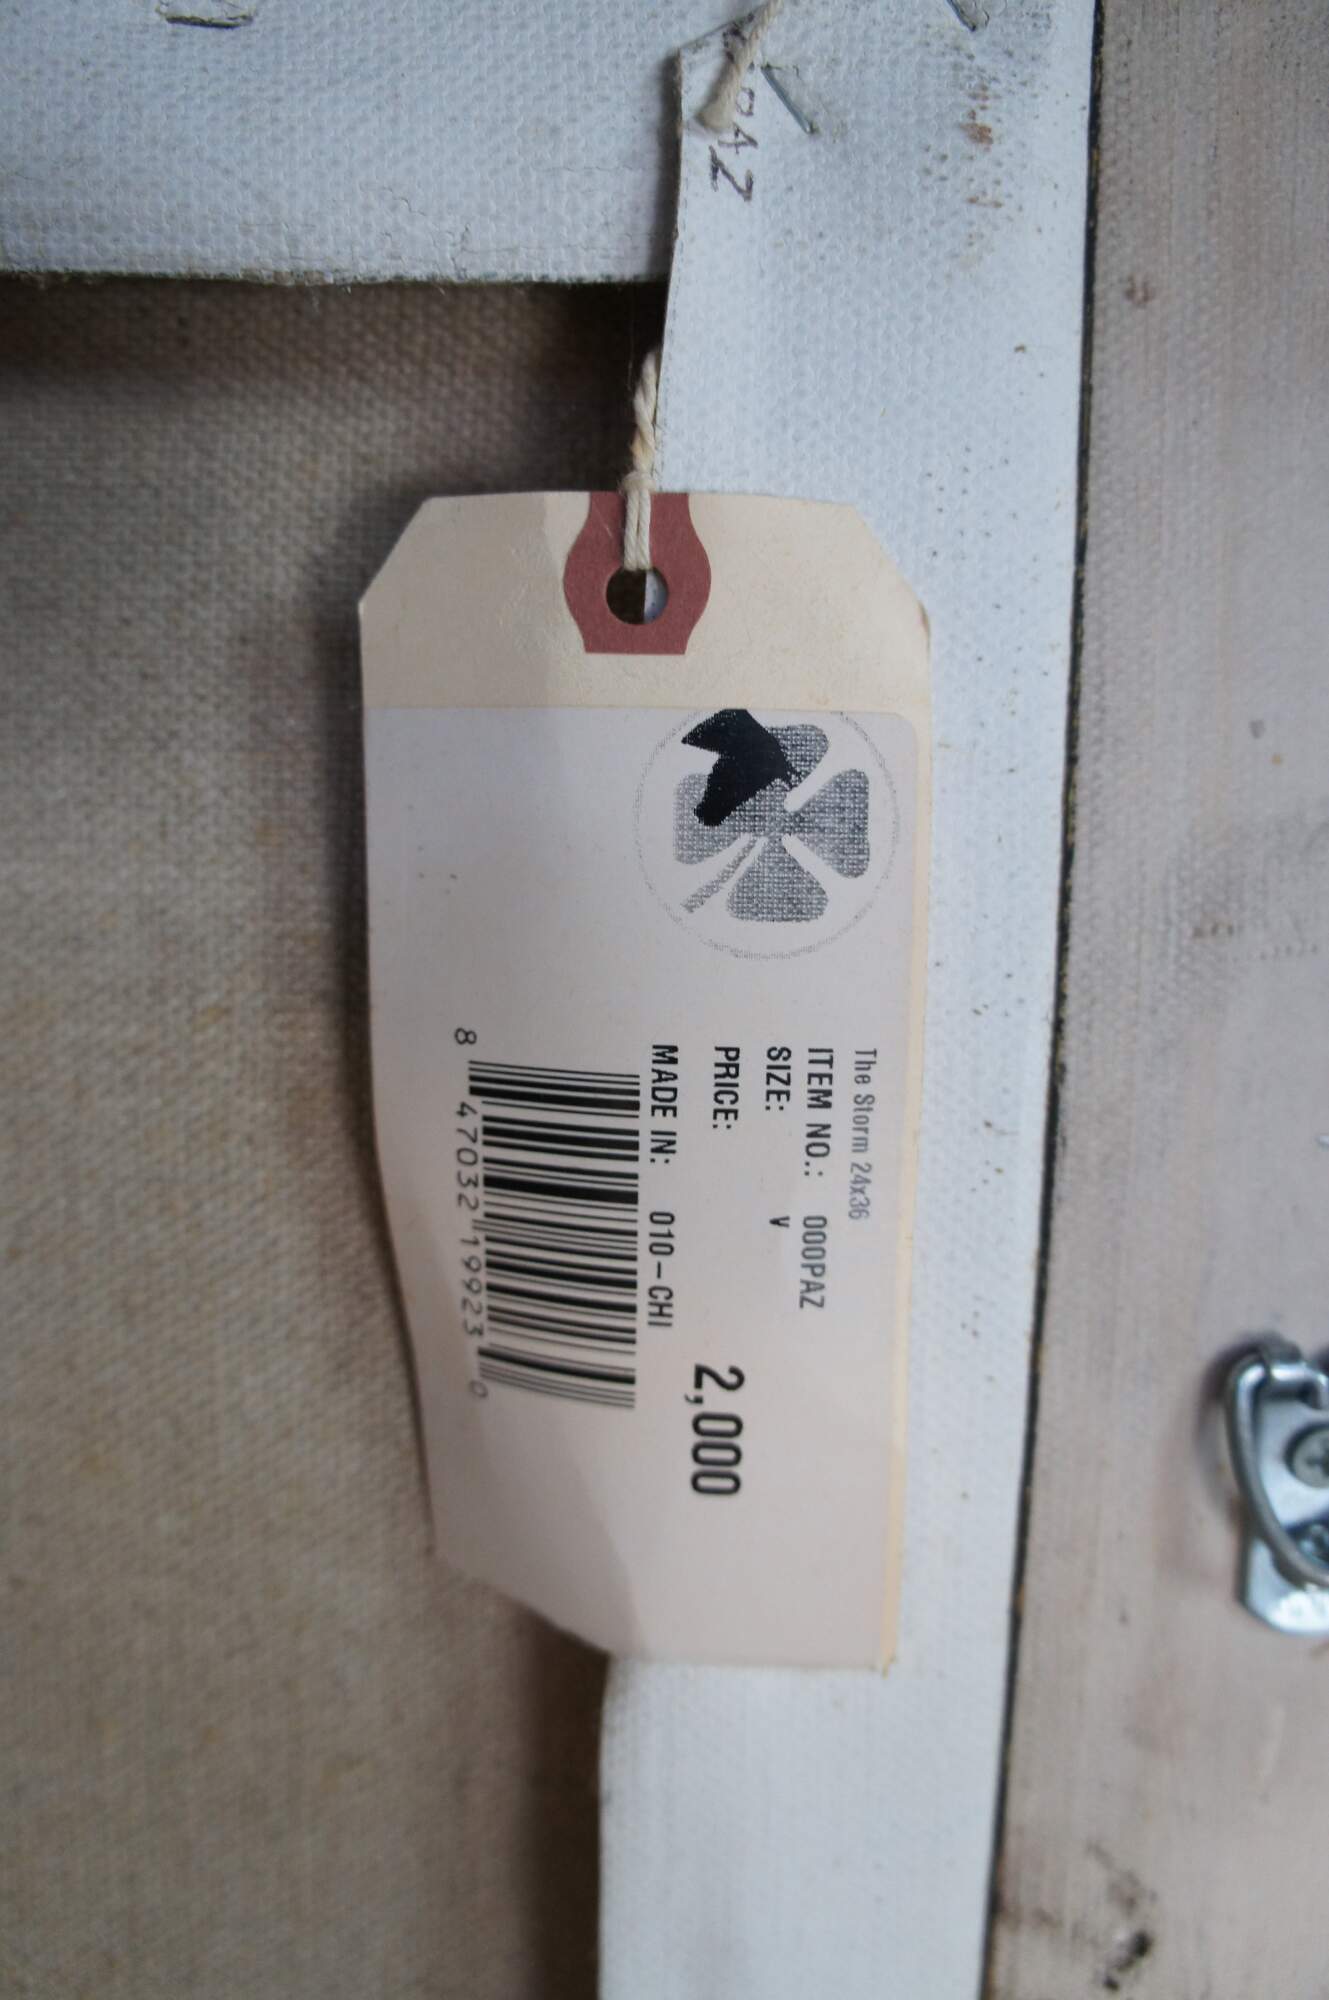 The Storm 24x36
ITEM NO.: 000PAZ
SIZE: V
PRICE: 2,000
MADE IN: 010-CHI
8 47032 19923 0